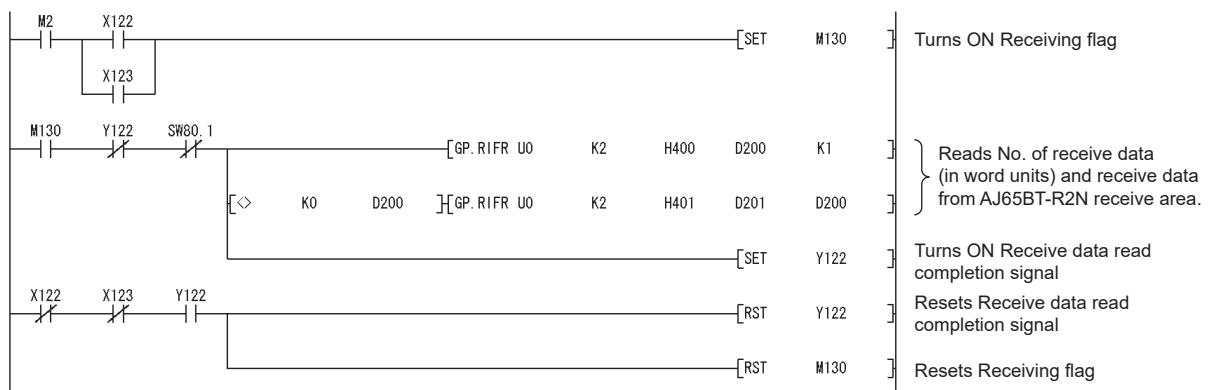 M2 X122
[SET M130 ] Turns ON Receiving flag
X123
M130 Y122 SW80.1
[GP.RIFR U0 K2 H400 D200 K1 ]
[<> K0 D200 ] [GP.RIFR U0 K2 H401 D201 D200 ]
Reads No. of receive data
(in word units) and receive data
from AJ65BT-R2N receive area.
[SET Y122 ] Turns ON Receive data read
completion signal
X122 X123 Y122
[RST Y122 ] Resets Receive data read
completion signal
[RST M130 ] Resets Receiving flag